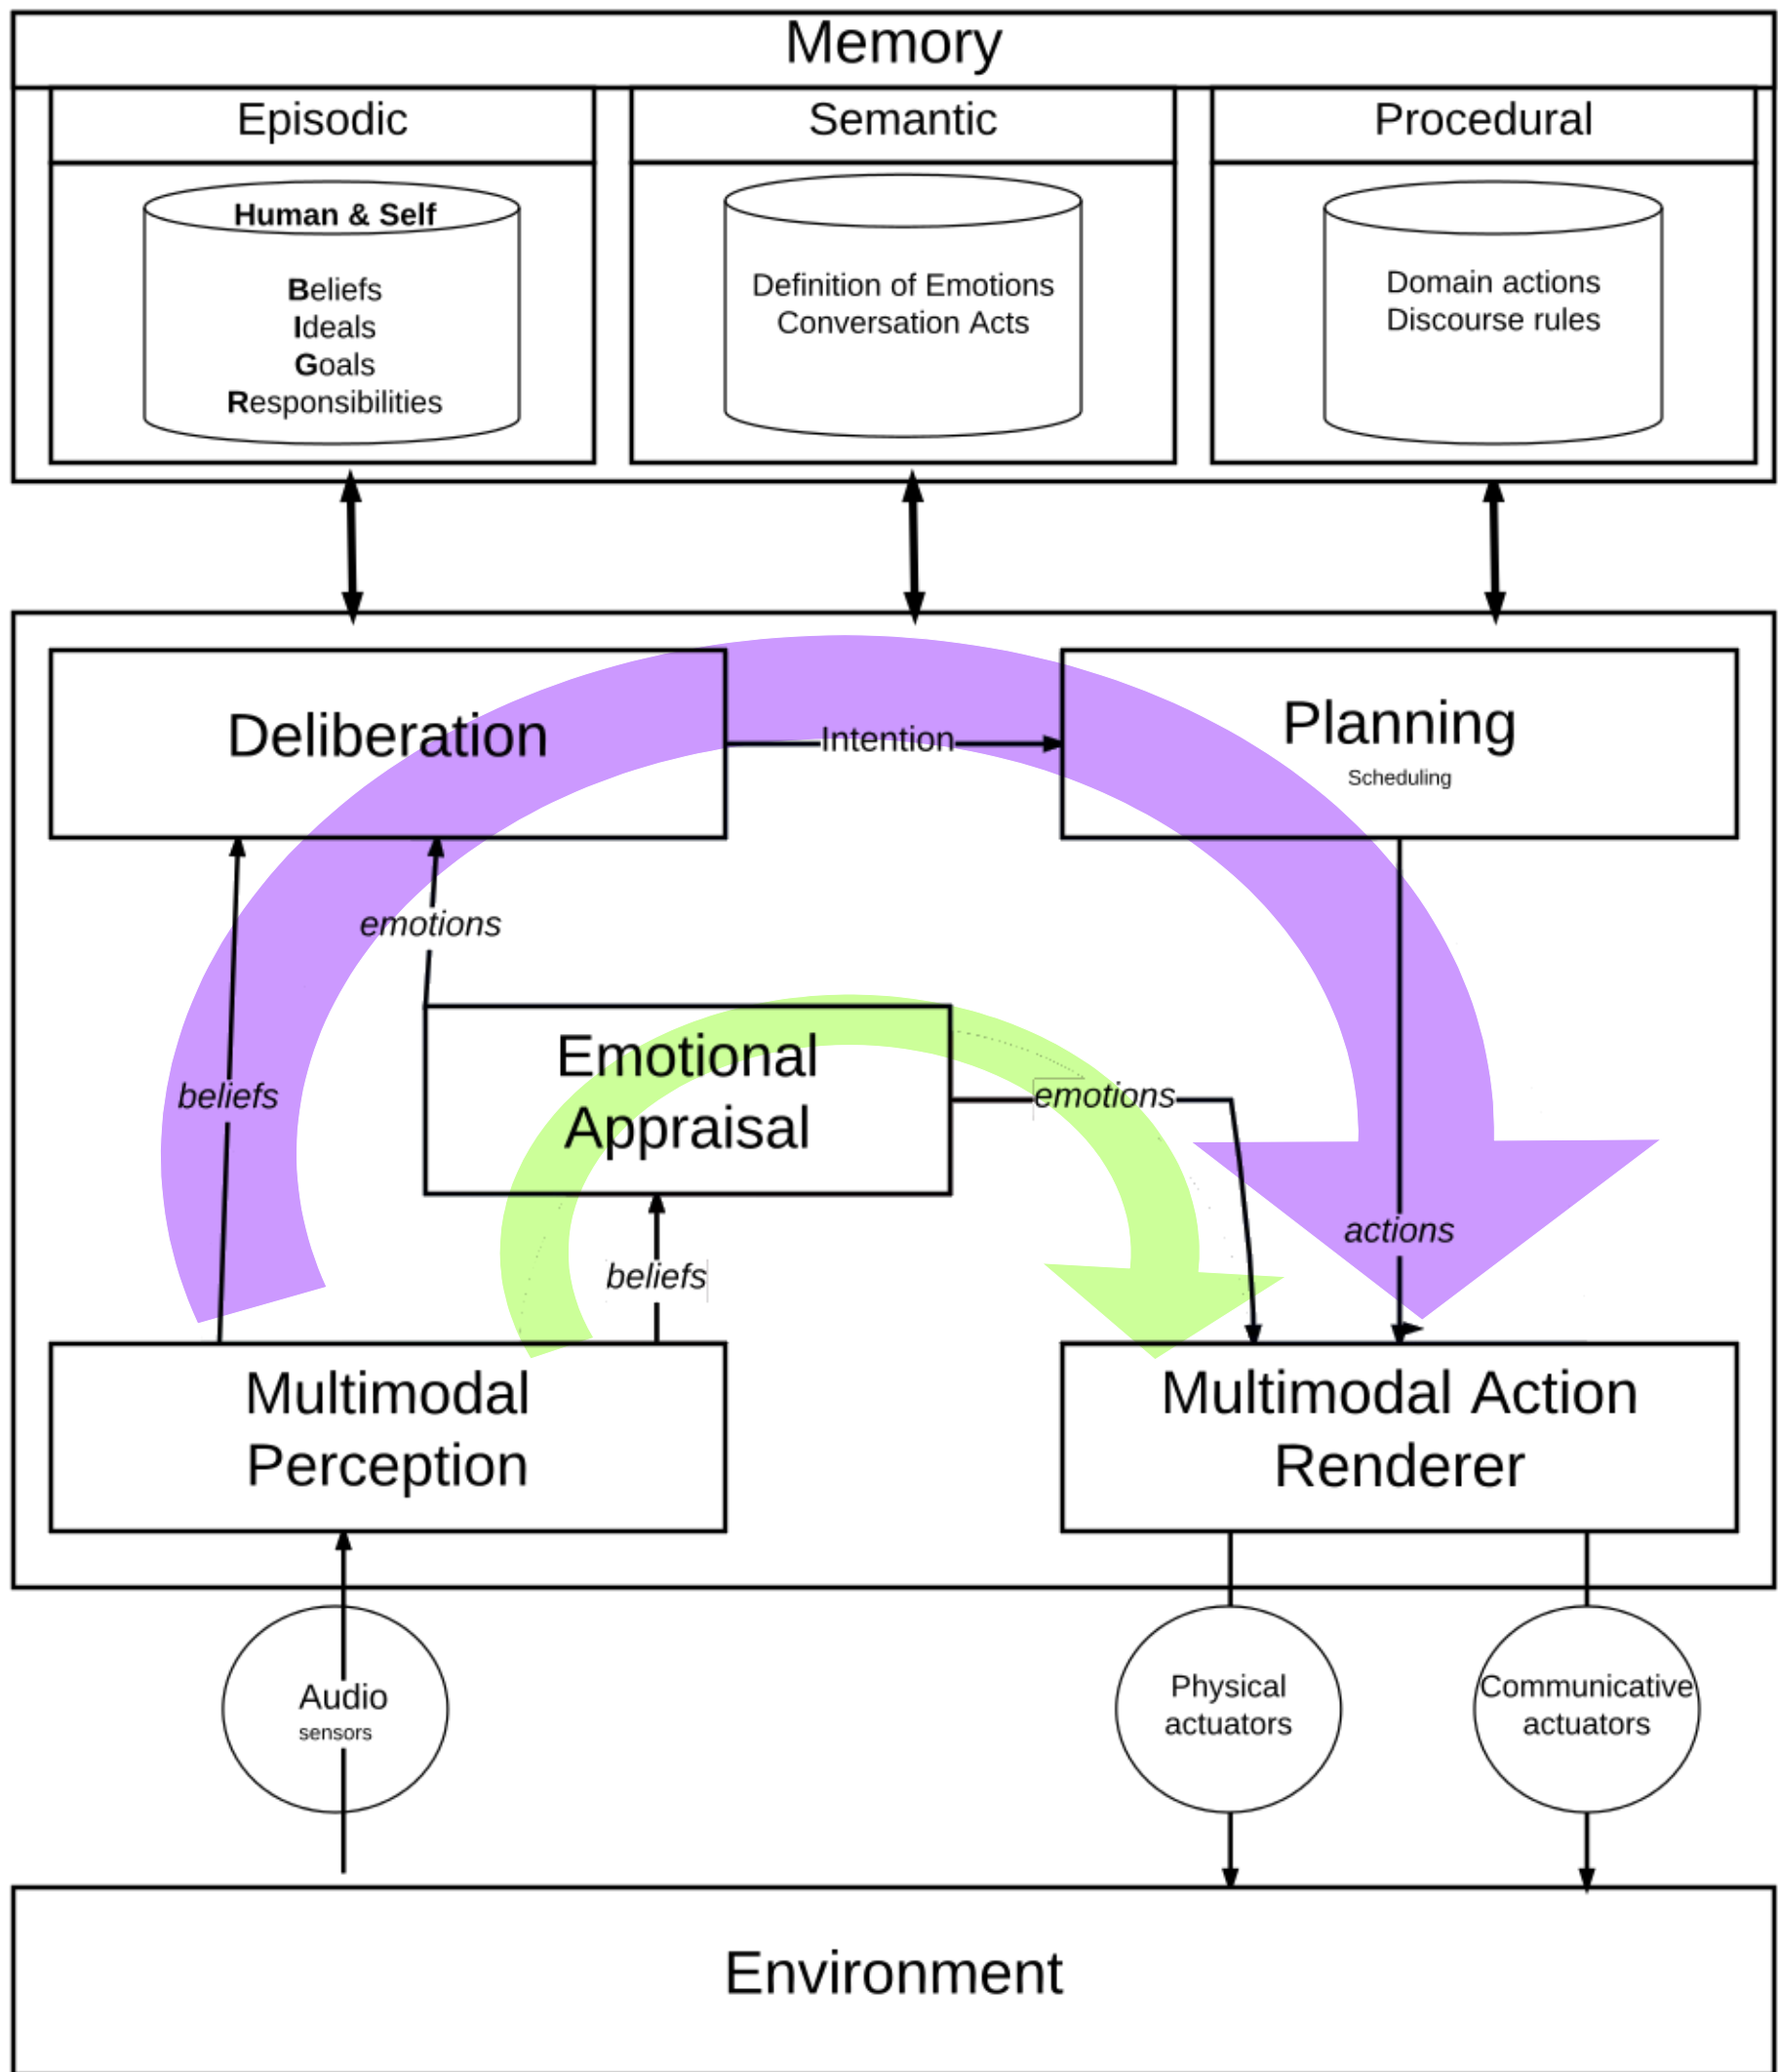 Memory
Episodic
Semantic
Procedural
Human & Self
Beliefs
Ideals
Goals
Responsibilities
Definition of Emotions
Conversation Acts
Domain actions
Discourse rules
Deliberation
Intention
Planning
Scheduling
emotions
beliefs
Emotional
Appraisal
emotions
beliefs
actions
Multimodal
Perception
Multimodal Action
Renderer
Audio
sensors
Physical
actuators
Communicative
actuators
Environment